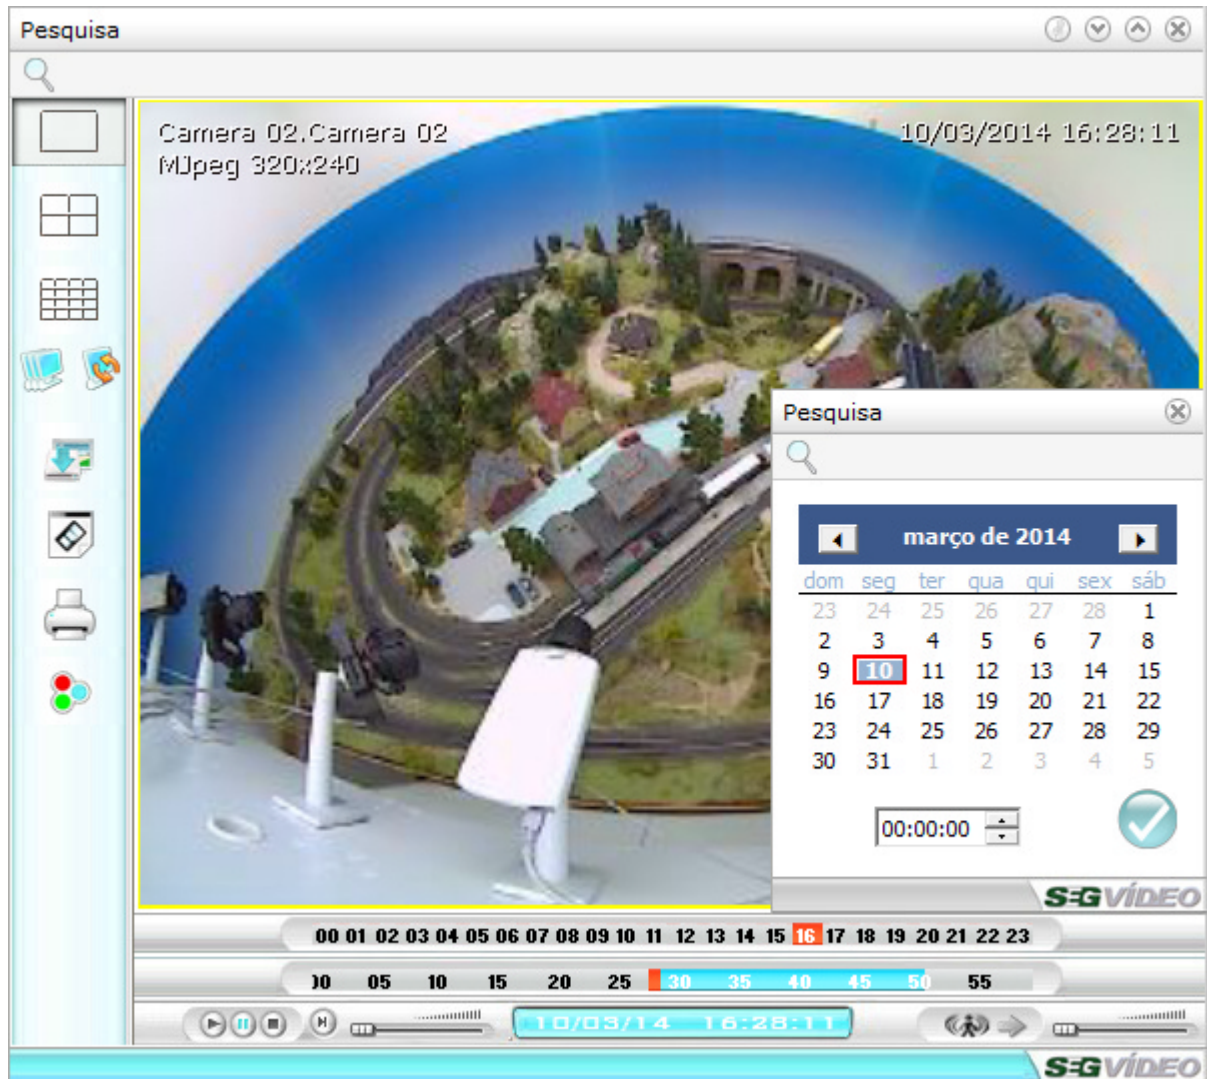 Pesquisa
Camera 02.Camera 02
10/03/2014 16:28:11
MJpeg 320x240
Pesquisa
março de 2014
dom seg ter qua qui sex sáb
23 24 25 26 27 28 1
2 3 4 5 6 7 8
9 10 11 12 13 14 15
16 17 18 19 20 21 22
23 24 25 26 27 28 29
30 31 1 2 3 4 5
00:00:00
SEGVÍDEO
00 01 02 03 04 05 06 07 08 09 10 11 12 13 14 15 16 17 18 19 20 21 22 23
00 05 10 15 20 25 30 35 40 45 50 55
10/03/14 16:28:11
SEGVÍDEO